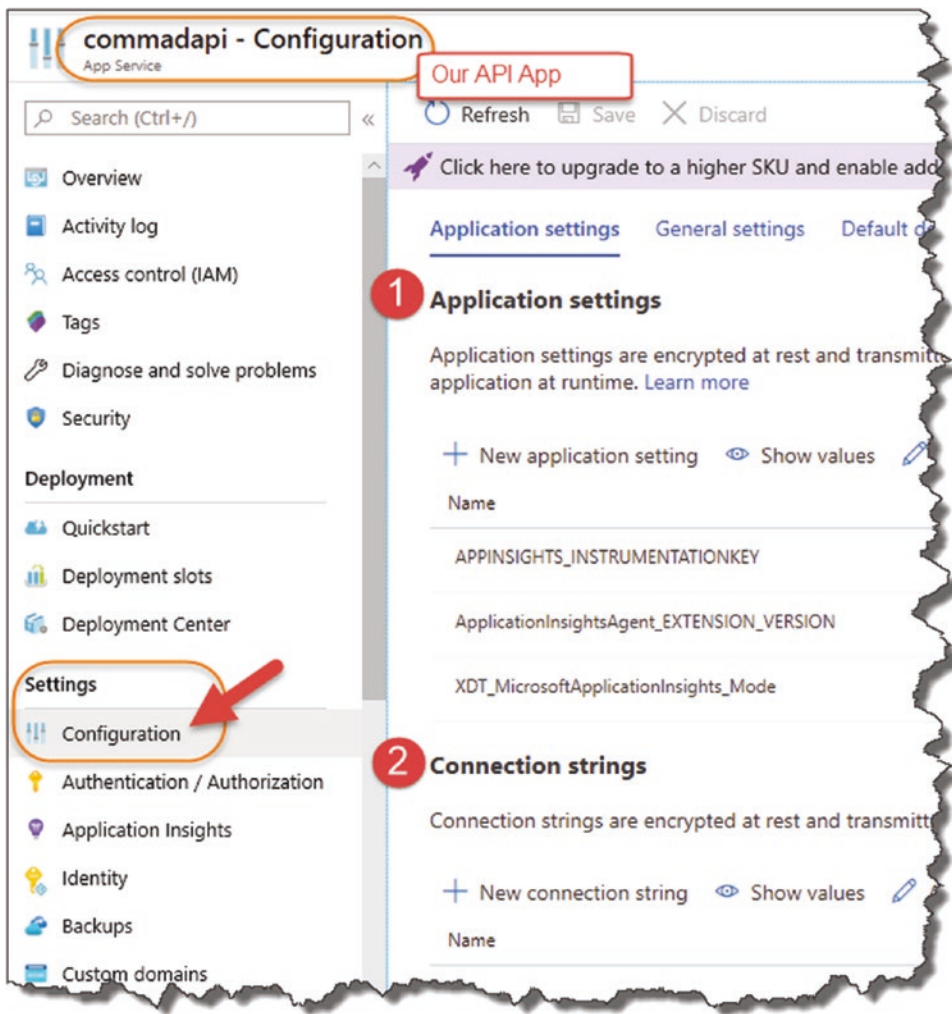 commadapi - Configuration
App Service
Our API App
Search (Ctrl+/)
«
Overview
Activity log
Access control (IAM)
Tags
Diagnose and solve problems
Security
Deployment
Quickstart
Deployment slots
Deployment Center
Settings
Configuration
Authentication / Authorization
Application Insights
Identity
Backups
Custom domains
Refresh Save Discard
Click here to upgrade to a higher SKU and enable add
Application settings General settings Default
1 Application settings
Application settings are encrypted at rest and
application at runtime. Learn more
New application setting Show values
Name
APPINSIGHTS_INSTRUMENTATIONKEY
ApplicationInsightsAgent_EXTENSION_VERSION
XDT_MicrosoftApplicationInsights_Mode
2 Connection strings
Connection strings are encrypted at rest and
New connection string Show values
Name